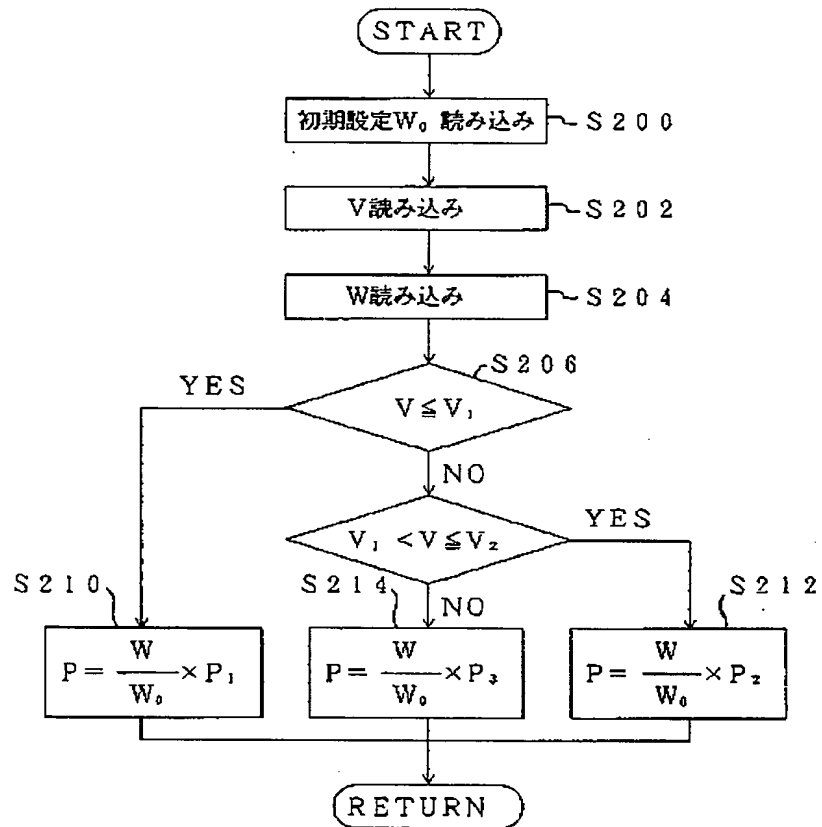 START
初期設定W₀ 読み込み
S200
V読み込み
S202
W読み込み
S204
S206
YES
V≦V₁
NO
V₁<V≦V₂
YES
S210
S214
NO
S212
P=W/W₀×P₁
P=W/W₀×P₃
P=W/W₀×P₂
RETURN